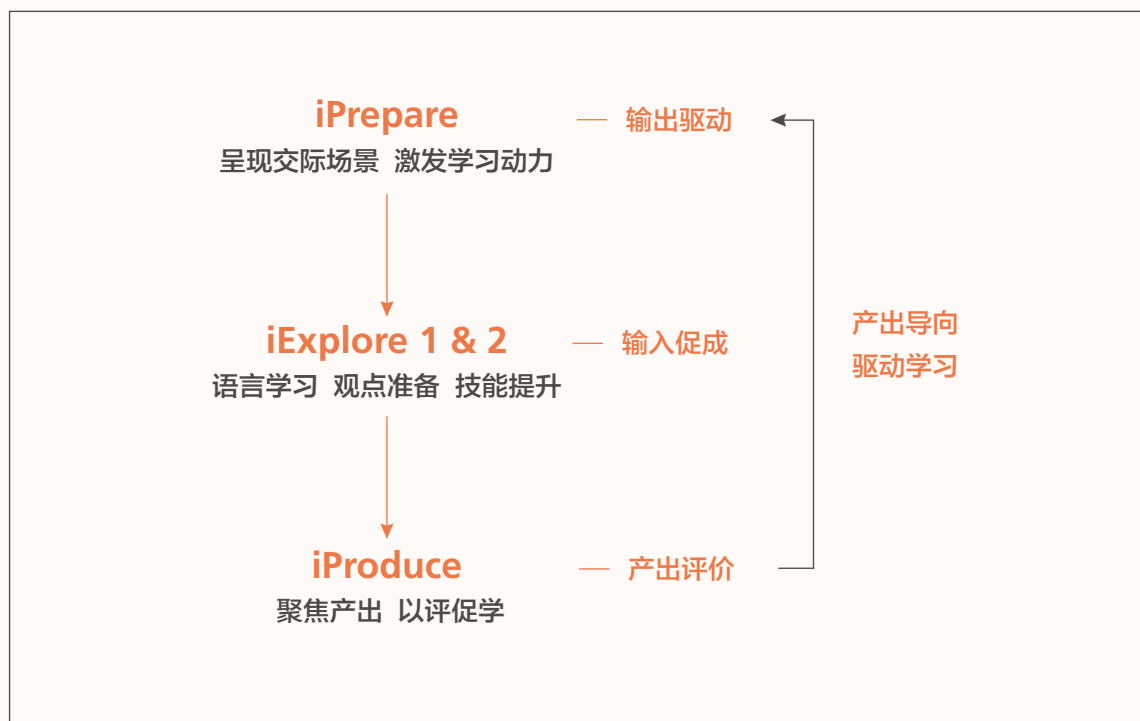 iPrepare — 输出驱动
呈现交际场景 激发学习动力
iExplore 1 & 2 — 输入促成
语言学习 观点准备 技能提升
产出导向
驱动学习
iProduce — 产出评价
聚焦产出 以评促学